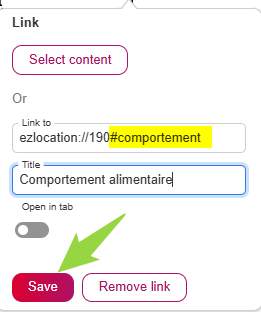 Link
Select content
Or
Link to
ezlocation://190#comportement
Title
Comportement alimentaire
Open in tab
Save
Remove link